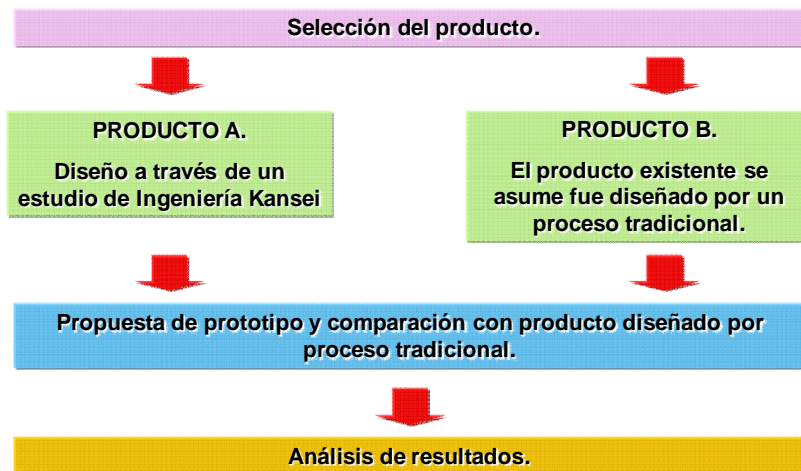 Selección del producto.
PRODUCTO A.
Diseño a través de un
estudio de Ingeniería Kansei
PRODUCTO B.
El producto existente se
asume fue diseñado por un
proceso tradicional.
Propuesta de prototipo y comparación con producto diseñado por
proceso tradicional.
Análisis de resultados.